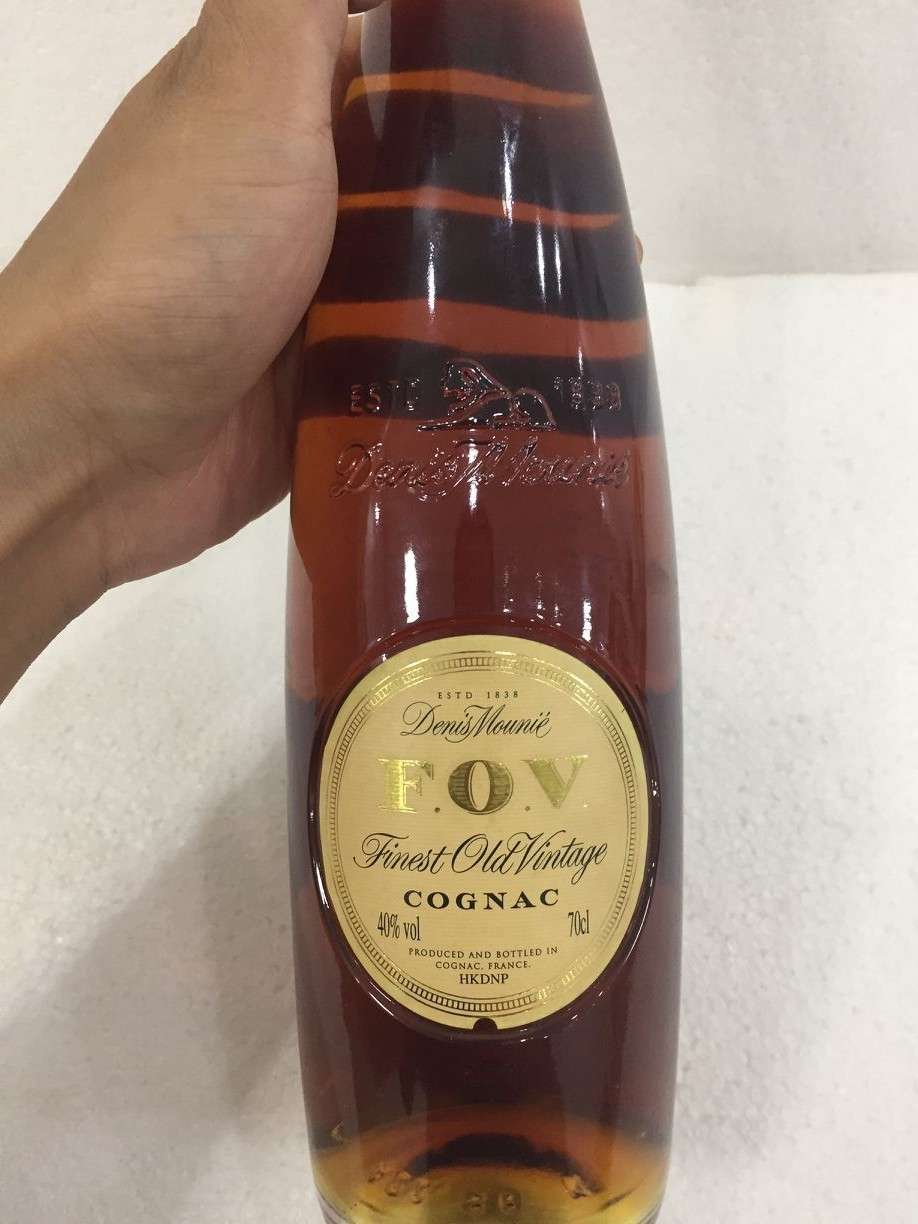 ESTD 1838
Denis Mounié
ESTD 1838
Denis Mounié
F.O.V
Finest Old Vintage
COGNAC
40% vol 70cl
PRODUCED AND BOTTLED IN
COGNAC, FRANCE.
HKDNP